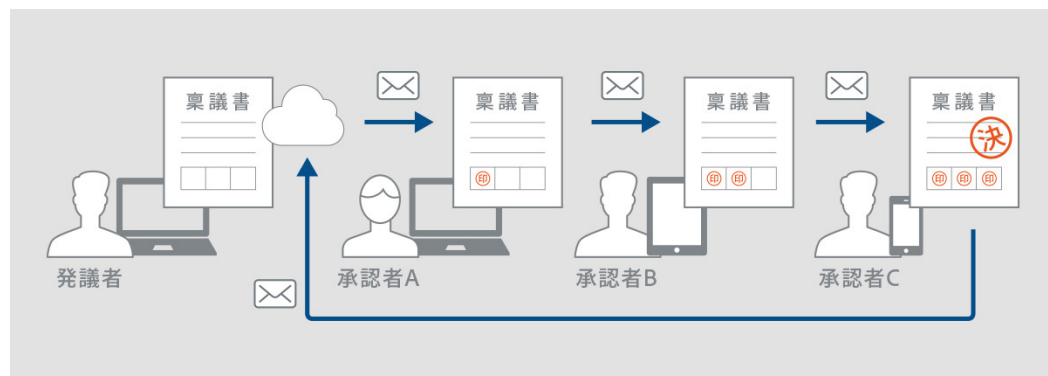 稟議書
稟議書
印
稟議書
印 印
稟議書
決
印 印 印
発議者
承認者A
承認者B
承認者C